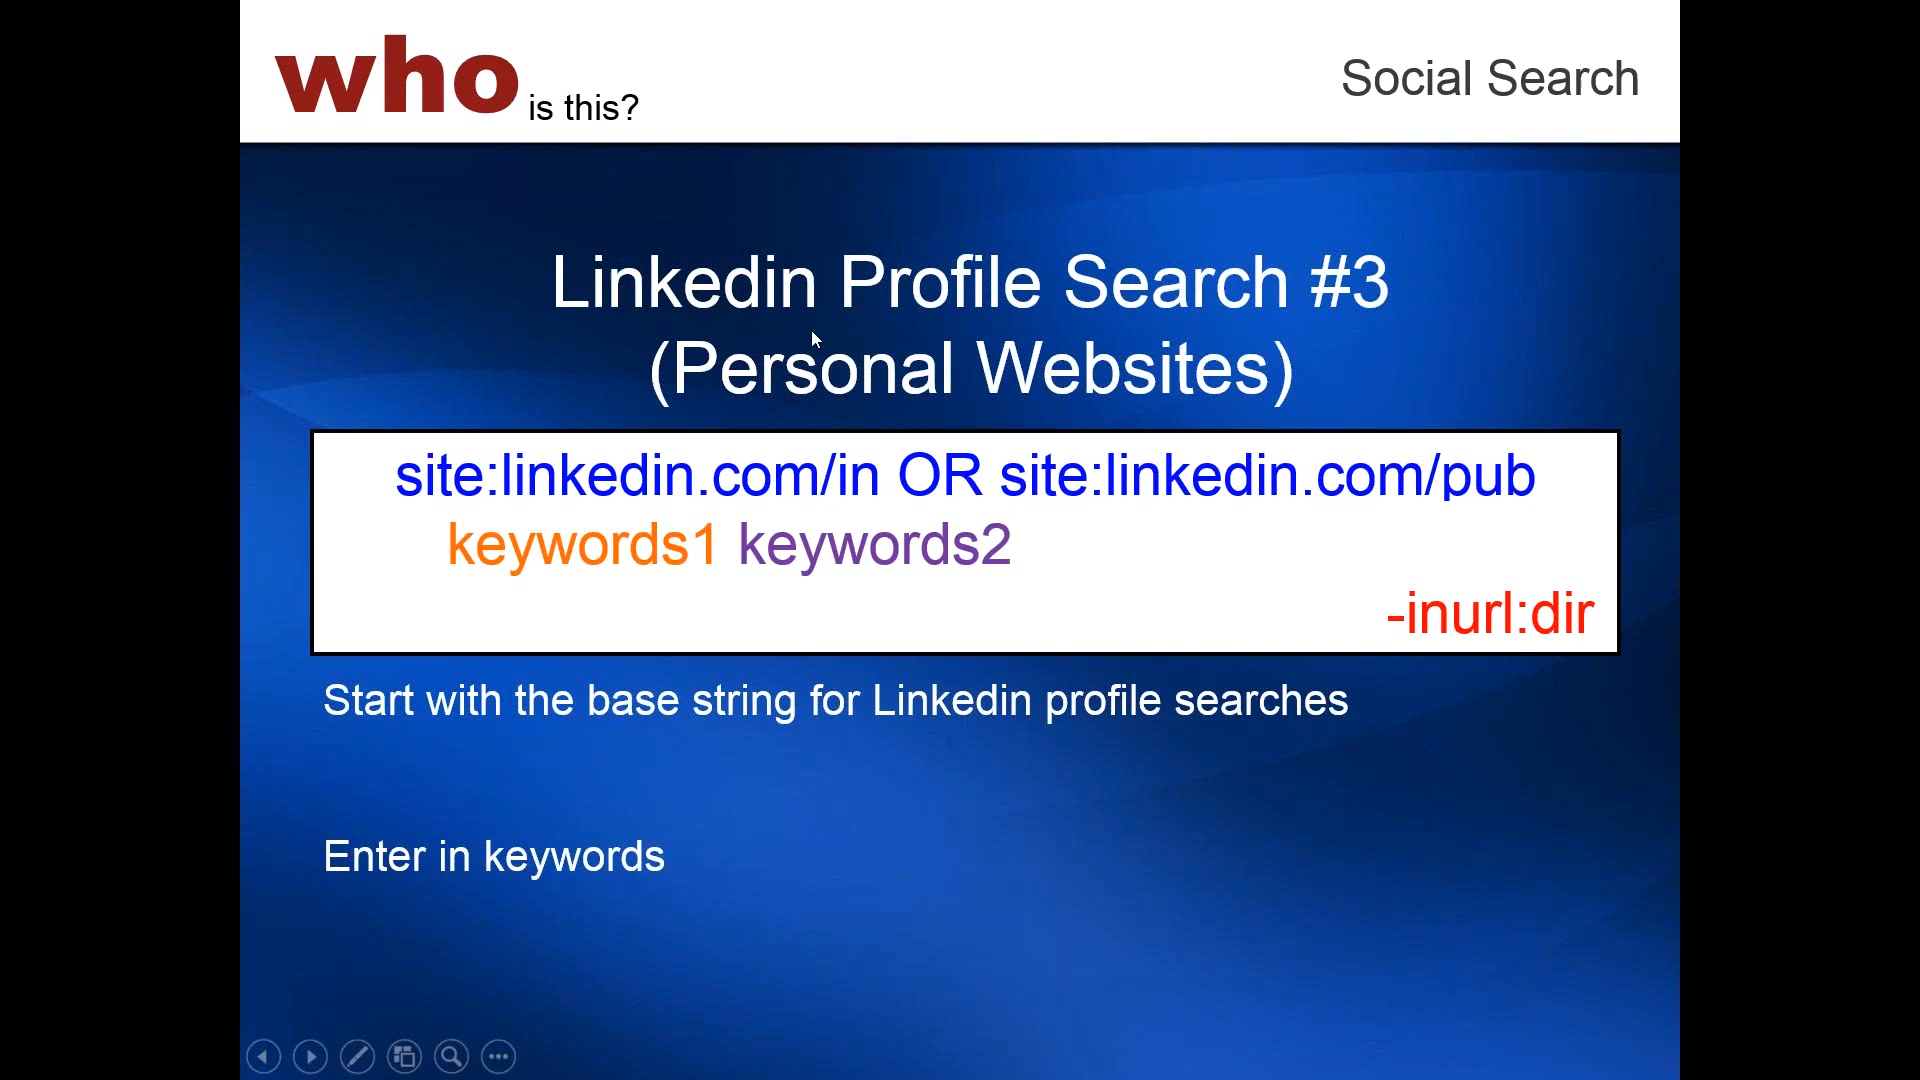 who is this?
Social Search
Linkedin Profile Search #3
(Personal Websites)
site:linkedin.com/in OR site:linkedin.com/pub
keywords1 keywords2
-inurl:dir
Start with the base string for Linkedin profile searches
Enter in keywords